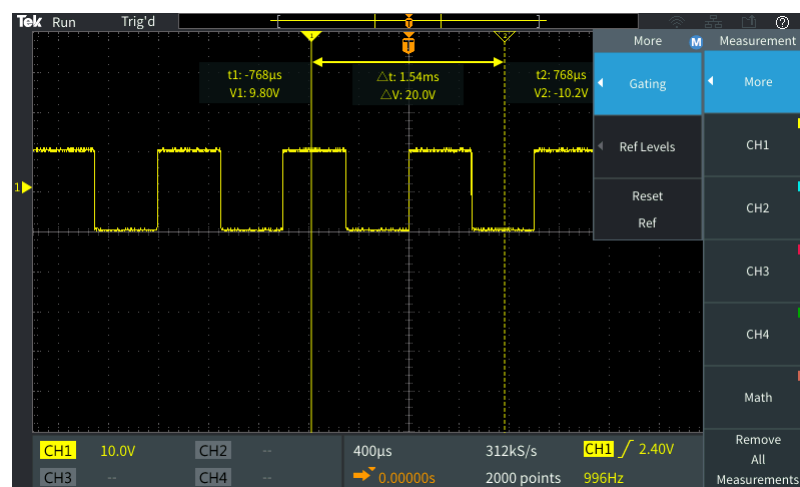 Tek Run Trig'd
T
?
More M Measurement
1 2
T
t1: -768µs △t: 1.54ms t2: 768µs
V1: 9.80V △V: 20.0V V2: -10.2V
Gating More
Ref Levels CH1
1
Reset
Ref
CH2
CH3
CH4
Math
CH1 10.0V CH2 -- 400µs 312kS/s CH1 2.40V
CH3 -- CH4 -- 0.00000s 2000 points 996Hz
Remove
All
Measurements